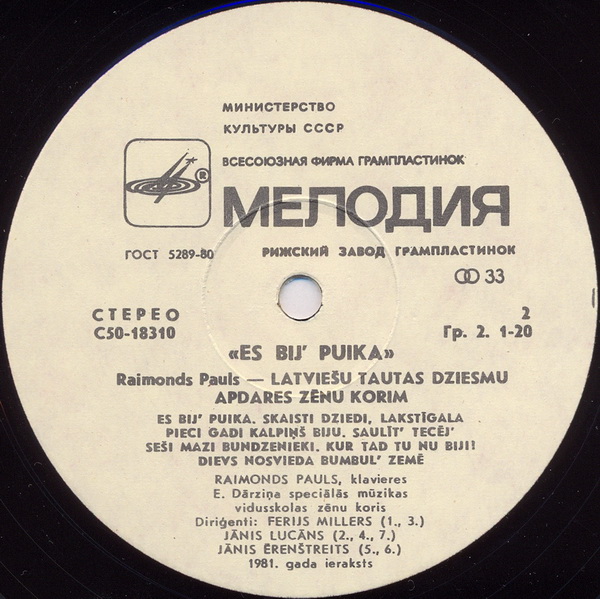 МИНИСТЕРСТВО
КУЛЬТУРЫ СССР
ВСЕСОЮЗНАЯ ФИРМА ГРАМПЛАСТИНОК
®
МЕЛОДИЯ
ГОСТ 5289-80
РИЖСКИЙ ЗАВОД ГРАМПЛАСТИНОК
33
СТЕРЕО
2
С50-18310
Гр. 2. 1-20
«ES BIJ' PUIKA»
Raimonds Pauls — LATVIEŠU TAUTAS DZIESMU
APDARES ZĒNU KORIM
ES BIJ' PUIKA. SKAISTI DZIEDI, LAKSTĪGALA
PIECI GADI KALPIŅŠ BIJU. SAULĪT' TECĒJ'
SEŠI MAZI BUNDZENIEKI. KUR TAD TU NU BIJI?
DIEVS NOSVIEDA BUMBUL' ZEMĒ
RAIMONDS PAULS, klavieres
E. Dārziņa speciālās mūzikas
vidusskolas zēnu koris
Diriģenti: FERIJS MILLERS (1., 3.)
JĀNIS LUCĀNS (2., 4., 7.)
JĀNIS ĒRENŠTREITS (5., 6.)
1981. gada ieraksts